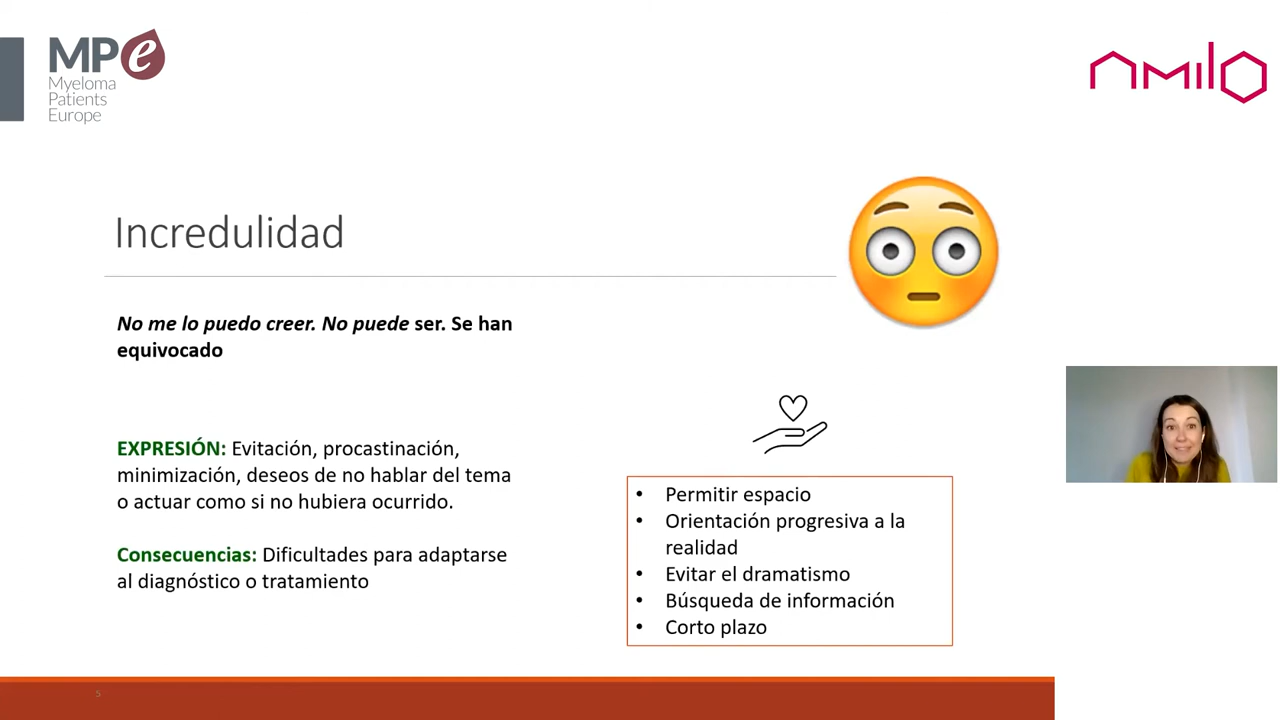 MPe
Myeloma
Patients
Europe
amilo
Incredulidad
No me lo puedo creer. No puede ser. Se han
equivocado
EXPRESIÓN: Evitación, procastinación,
minimización, deseos de no hablar del tema
o actuar como si no hubiera ocurrido.
Consecuencias: Dificultades para adaptarse
al diagnóstico o tratamiento
• Permitir espacio
• Orientación progresiva a la
realidad
• Evitar el dramatismo
• Búsqueda de información
• Corto plazo
5